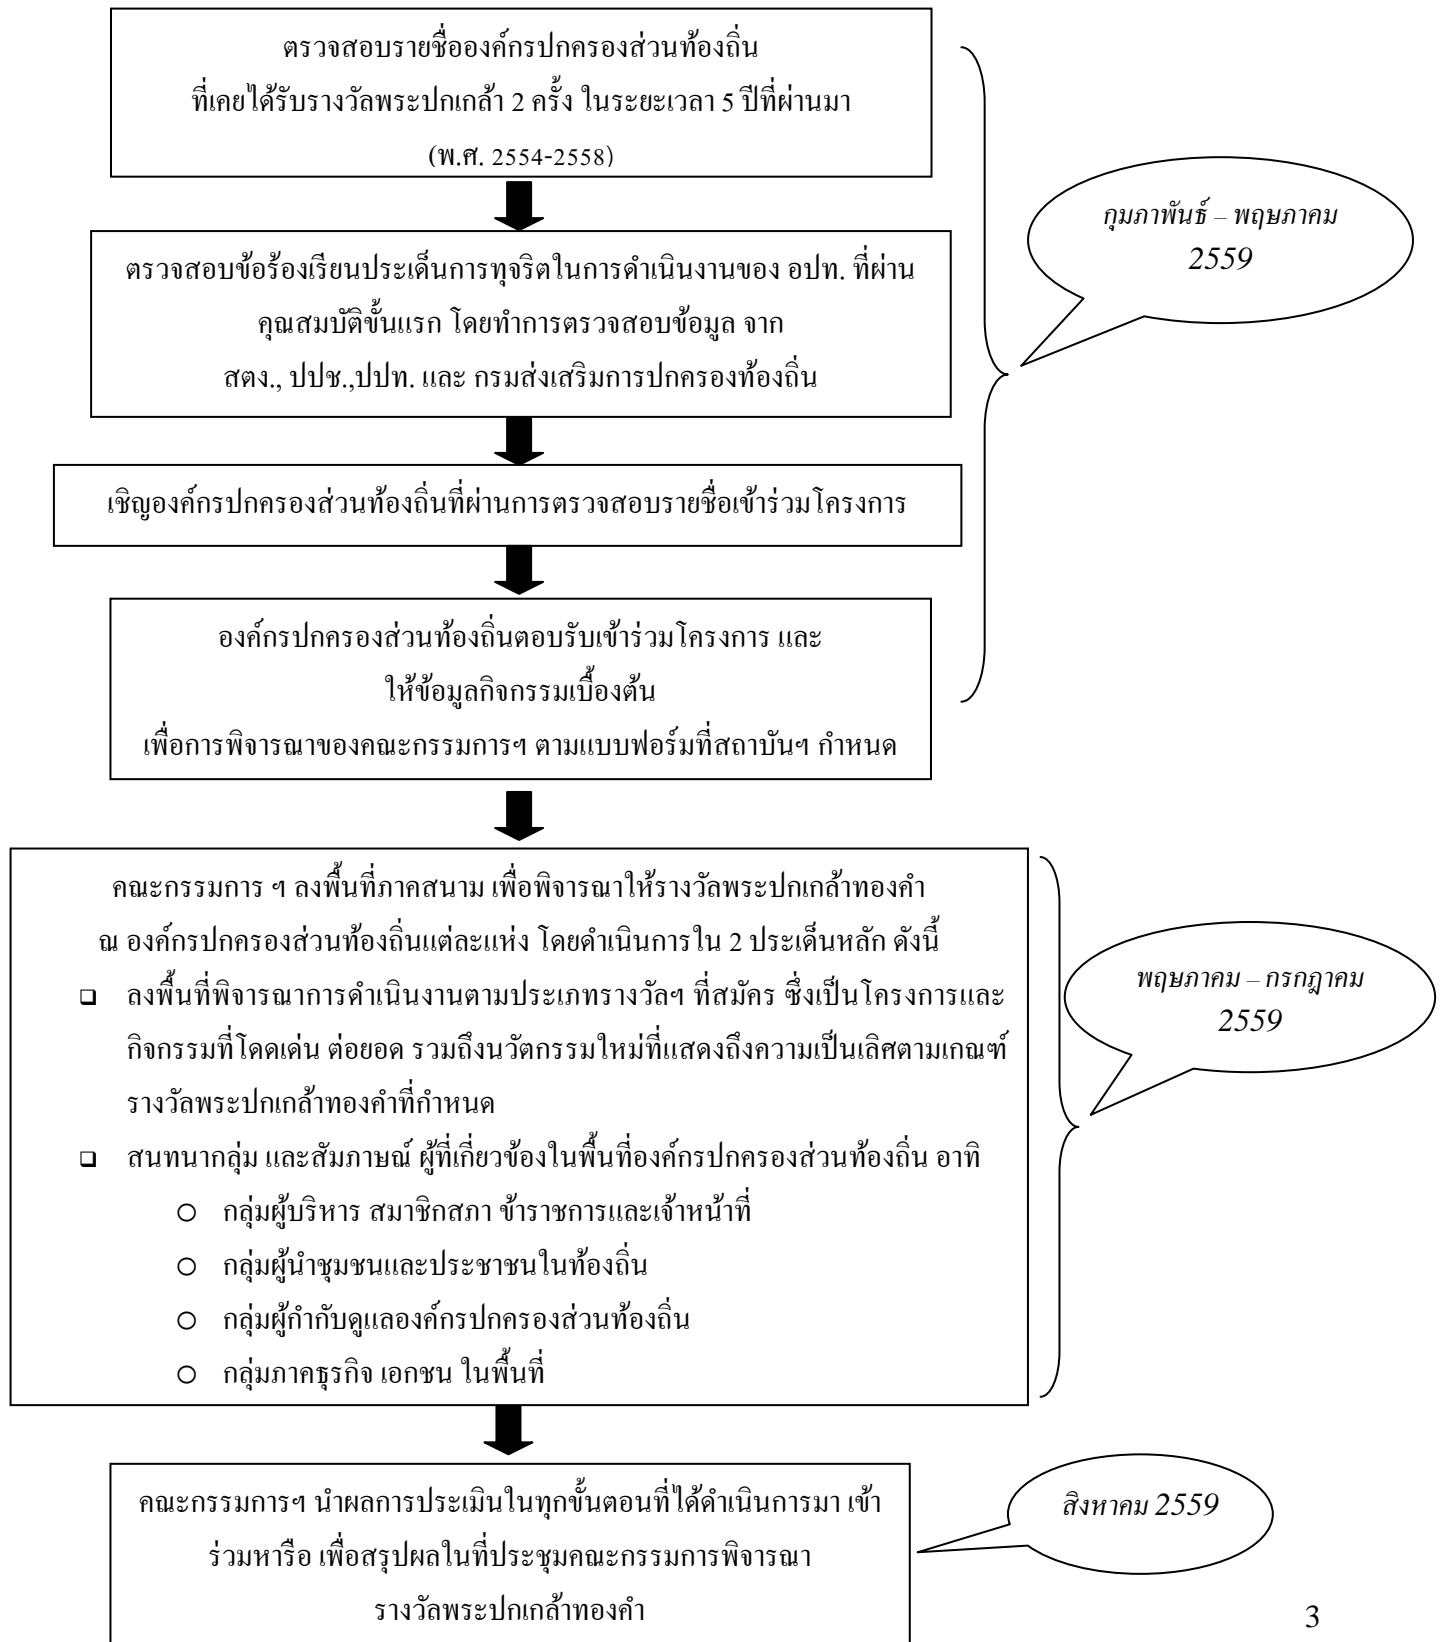 ตรวจสอบรายชื่อองค์กรปกครองส่วนท้องถิ่น
ที่เคยได้รับรางวัลพระปกเกล้า 2 ครั้ง ในระยะเวลา 5 ปีที่ผ่านมา
(พ.ศ. 2554-2558)
กุมภาพันธ์ – พฤษภาคม
2559
ตรวจสอบข้อร้องเรียนประเด็นการทุจริตในการดำเนินงานของ อปท. ที่ผ่าน
คุณสมบัติขั้นแรก โดยทำการตรวจสอบข้อมูล จาก
สตง., ปปช.,ปปท. และ กรมส่งเสริมการปกครองท้องถิ่น
เชิญองค์กรปกครองส่วนท้องถิ่นที่ผ่านการตรวจสอบรายชื่อเข้าร่วมโครงการ
องค์กรปกครองส่วนท้องถิ่นตอบรับเข้าร่วมโครงการ และ
ให้ข้อมูลกิจกรรมเบื้องต้น
เพื่อการพิจารณาของคณะกรรมการฯ ตามแบบฟอร์มที่สถาบันฯ กำหนด
คณะกรรมการ ฯ ลงพื้นที่ภาคสนาม เพื่อพิจารณาให้รางวัลพระปกเกล้าทองคำ
ณ องค์กรปกครองส่วนท้องถิ่นแต่ละแห่ง โดยดำเนินการใน 2 ประเด็นหลัก ดังนี้
❑ ลงพื้นที่พิจารณาการดำเนินงานตามประเภทรางวัลฯ ที่สมัคร ซึ่งเป็นโครงการและ
กิจกรรมที่โดดเด่น ต่อยอด รวมถึงนวัตกรรมใหม่ที่แสดงถึงความเป็นเลิศตามเกณฑ์
รางวัลพระปกเกล้าทองคำที่กำหนด
❑ สนทนากลุ่ม และสัมภาษณ์ ผู้ที่เกี่ยวข้องในพื้นที่องค์กรปกครองส่วนท้องถิ่น อาทิ
○ กลุ่มผู้บริหาร สมาชิกสภา ข้าราชการและเจ้าหน้าที่
○ กลุ่มผู้นำชุมชนและประชาชนในท้องถิ่น
○ กลุ่มผู้กำกับดูแลองค์กรปกครองส่วนท้องถิ่น
○ กลุ่มภาคธุรกิจ เอกชน ในพื้นที่
พฤษภาคม – กรกฎาคม
2559
คณะกรรมการฯ นำผลการประเมินในทุกขั้นตอนที่ได้ดำเนินการมา เข้า
ร่วมหารือ เพื่อสรุปผลในที่ประชุมคณะกรรมการพิจารณา
รางวัลพระปกเกล้าทองคำ
สิงหาคม 2559
3